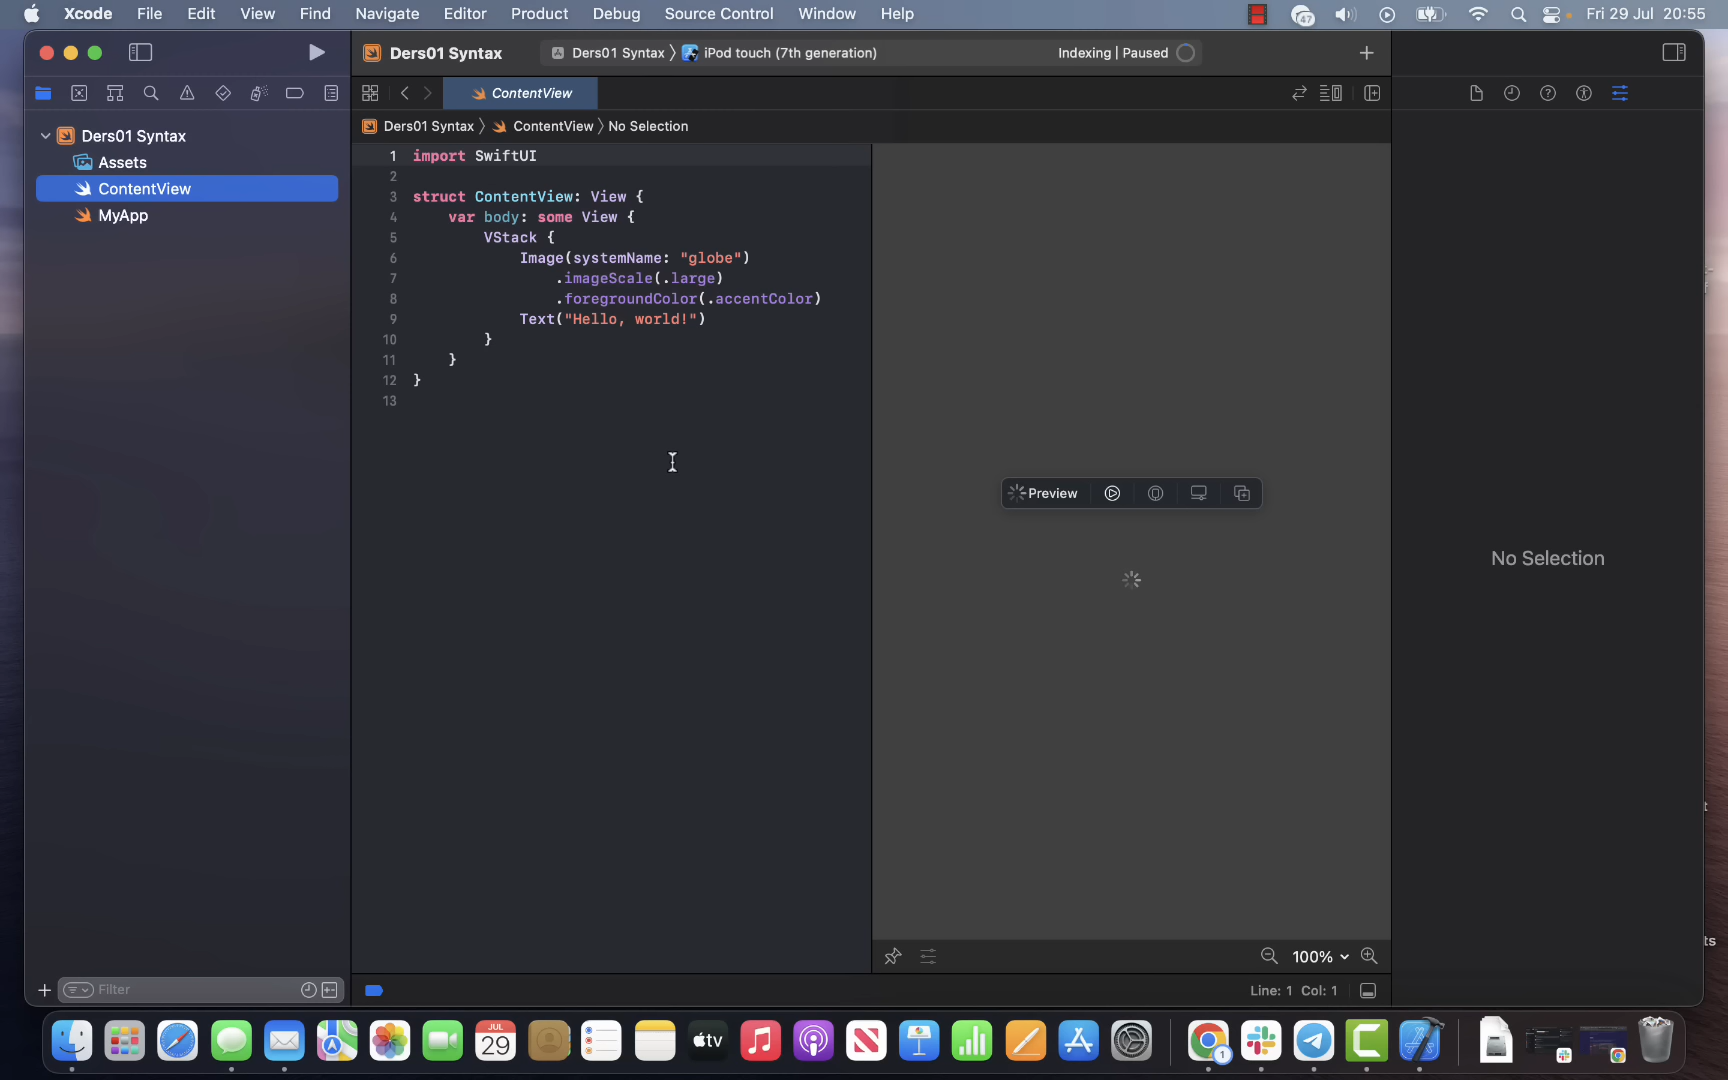 Xcode File Edit View Find Navigate Editor Product Debug Source Control Window Help 47 Fri 29 Jul 20:55
Ders01 Syntax Ders01 Syntax iPod touch (7th generation) Indexing | Paused
ContentView
Ders01 Syntax ContentView No Selection
Ders01 Syntax
Assets
ContentView
MyApp
1 import SwiftUI
2
3 struct ContentView: View {
4 var body: some View {
5 VStack {
6 Image(systemName: "globe")
7 .imageScale(.large)
8 .foregroundColor(.accentColor)
9 Text("Hello, world!")
10 }
11 }
12 }
13
Preview
No Selection
100%
Filter
Line: 1 Col: 1
JUL
29
tv
1
ts